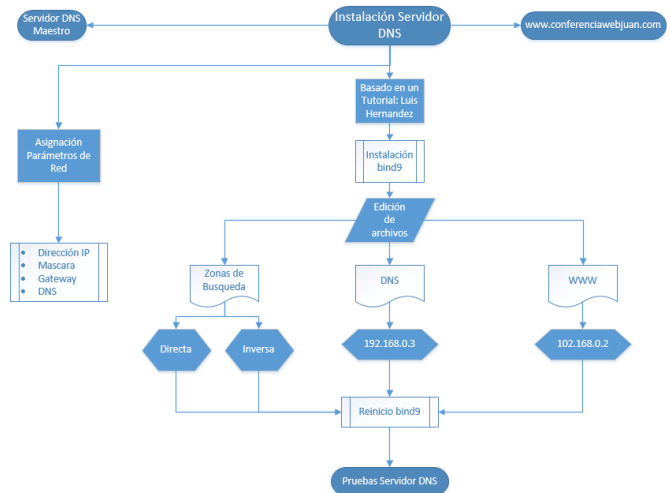 Servidor DNS
Maestro
Instalación Servidor
DNS
www.conferenciawebjuan.com
Basado en un
Tutorial: Luis
Hernandez
Asignación
Parámetros de
Red
Instalación
bind9
Edición
de
archivos
• Dirección IP
• Mascara
• Gateway
• DNS
Zonas de
Busqueda
DNS
WWW
Directa
Inversa
192.168.0.3
102.168.0.2
Reinicio bind9
Pruebas Servidor DNS